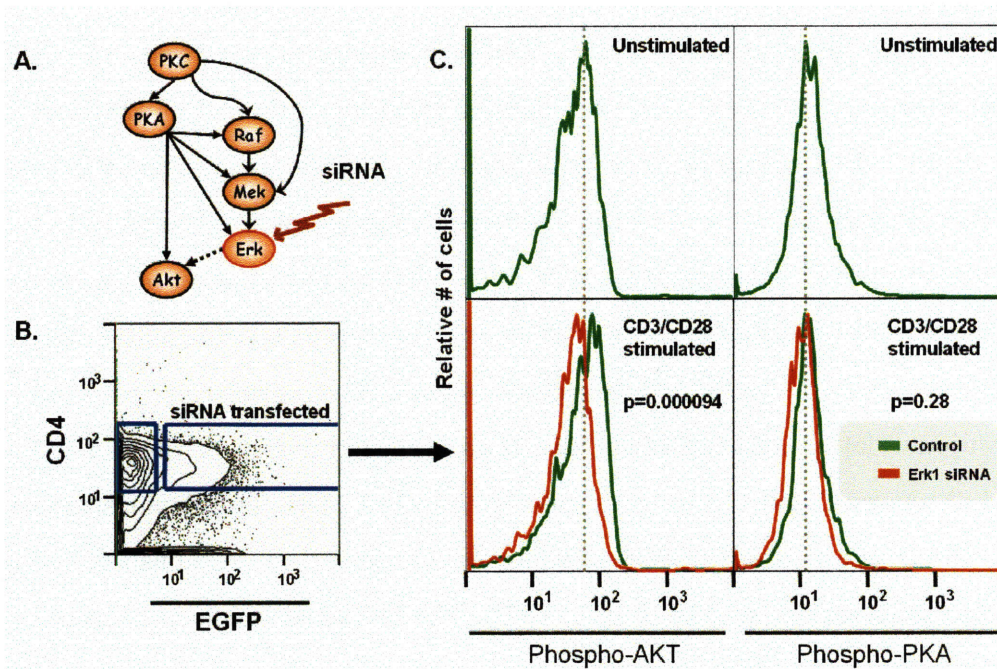 A.
PKC
PKA
Raf
Mek
siRNA
Erk
Akt
B.
CD4
10³
10²
10¹
siRNA transfected
10¹ 10² 10³
EGFP
C.
Relative # of cells
Unstimulated
Unstimulated
CD3/CD28
stimulated
p=0.000094
CD3/CD28
stimulated
p=0.28
Control
Erk1 siRNA
10¹ 10² 10³
Phospho-AKT
10¹ 10² 10³
Phospho-PKA